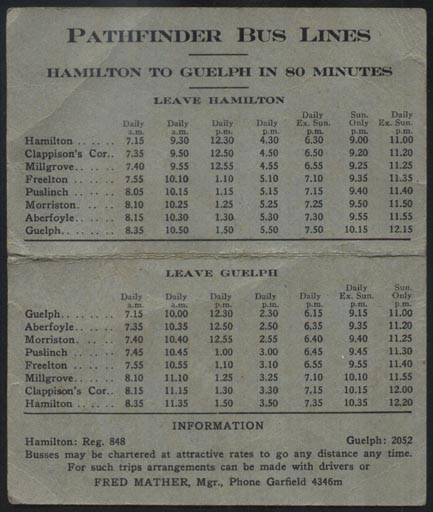 PATHFINDER BUS LINES
HAMILTON TO GUELPH IN 80 MINUTES
LEAVE HAMILTON
Daily Daily Daily Daily Daily Sun. Daily
Ex. Sun. Only Ex. Sun.
a.m. a.m. p.m. p.m. p.m. p.m. p.m.
Hamilton . . . . . 7.15 9.30 12.30 4.30 6.30 9.00 11.00
Clappison's Cor.. 7.35 9.50 12.50 4.50 6.50 9.20 11.20
Millgrove. . . . . 7.40 9.55 12.55 4.55 6.55 9.25 11.25
Freelton . . . . . 7.55 10.10 1.10 5.10 7.10 9.35 11.35
Puslinch . . . . . 8.05 10.15 1.15 5.15 7.15 9.40 11.40
Morriston. . . . . 8.10 10.25 1.25 5.25 7.25 9.50 11.50
Aberfoyle. . . . . 8.15 10.30 1.30 5.30 7.30 9.55 11.55
Guelph. . . . . . 8.35 10.50 1.50 5.50 7.50 10.15 12.15
LEAVE GUELPH
Daily Daily Daily Daily Daily Daily Sun.
Ex. Sun. Only
a.m. a.m. p.m. p.m. p.m. p.m. p.m.
Guelph. . . . . . 7.15 10.00 12.30 2.30 6.15 9.15 11.00
Aberfoyle. . . . . 7.35 10.35 12.50 2.50 6.35 9.35 11.20
Morriston. . . . . 7.40 10.40 12.55 2.55 6.40 9.40 11.25
Puslinch . . . . . 7.45 10.45 1.00 3.00 6.45 9.45 11.30
Freelton . . . . . 7.55 10.55 1.10 3.10 6.55 9.55 11.40
Millgrove. . . . . 8.10 11.10 1.25 3.25 7.10 10.10 11.55
Clappison's Cor.. 8.15 11.15 1.30 3.30 7.15 10.15 12.00
Hamilton . . . . . 8.35 11.35 1.50 3.50 7.35 10.35 12.20
INFORMATION
Hamilton: Reg. 848 Guelph: 2052
Busses may be chartered at attractive rates to go any distance any time.
For such trips arrangements can be made with drivers or
FRED MATHER, Mgr., Phone Garfield 4346m